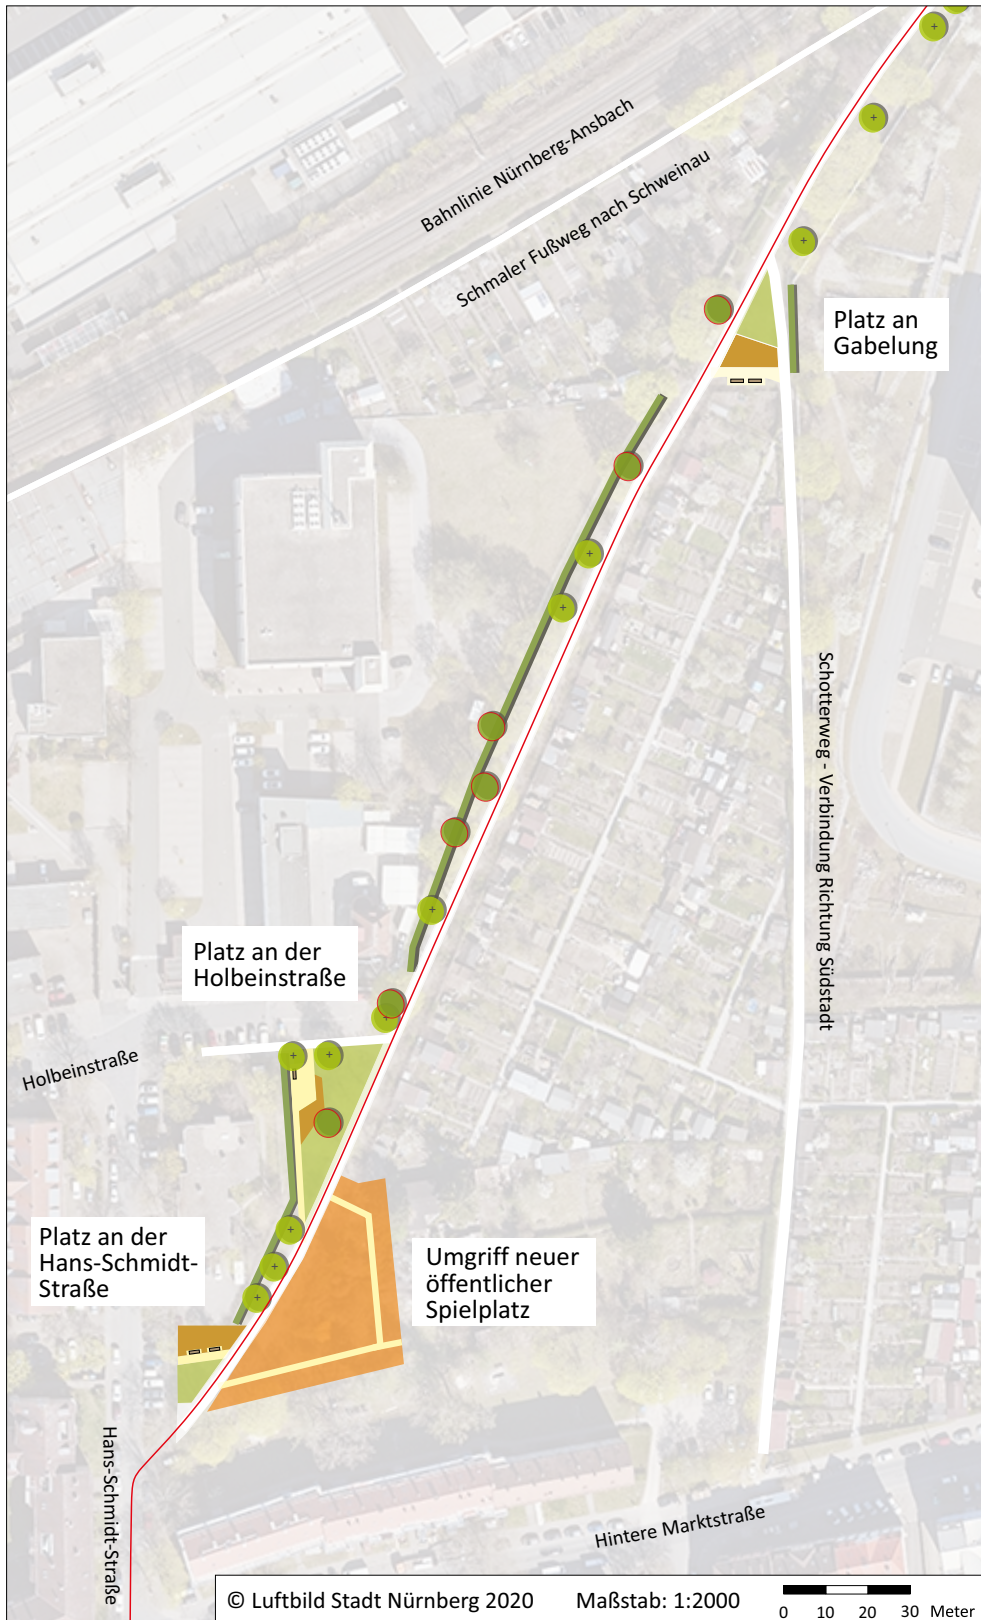 Bahnlinie Nürnberg-Ansbach
Schmaler Fußweg nach Schweinau
Platz an
Gabelung
Schotterweg - Verbindung Richtung Südstadt
Platz an der
Holbeinstraße
Holbeinstraße
Platz an der
Hans-Schmidt-
Straße
Umgriff neuer
öffentlicher
Spielplatz
Hans-Schmidt-Straße
Hintere Marktstraße
© Luftbild Stadt Nürnberg 2020 Maßstab: 1:2000
0 10 20 30 Meter